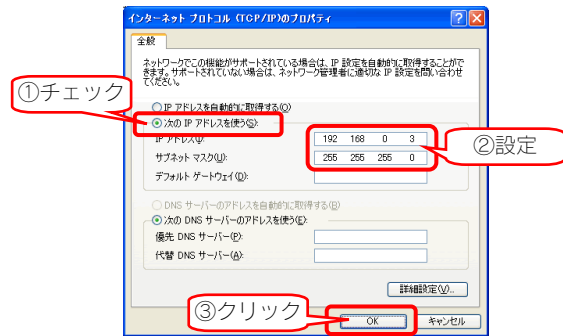 インターネット プロトコル (TCP/IP)のプロパティ
全般
ネットワークでこの機能がサポートされている場合は、IP 設定を自動的に取得することがで
きます。サポートされていない場合は、ネットワーク管理者に適切な IP 設定を問い合わせ
てください。
①チェック
IP アドレスを自動的に取得する(O)
次の IP アドレスを使う(S):
IP アドレス(I):
192 168 0 3
②設定
サブネット マスク(U):
255 255 255 0
デフォルト ゲートウェイ(D):
DNS サーバーのアドレスを自動的に取得する(B)
次の DNS サーバーのアドレスを使う(E):
優先 DNS サーバー(P):
代替 DNS サーバー(A):
詳細設定(V)...
③クリック
OK
キャンセル